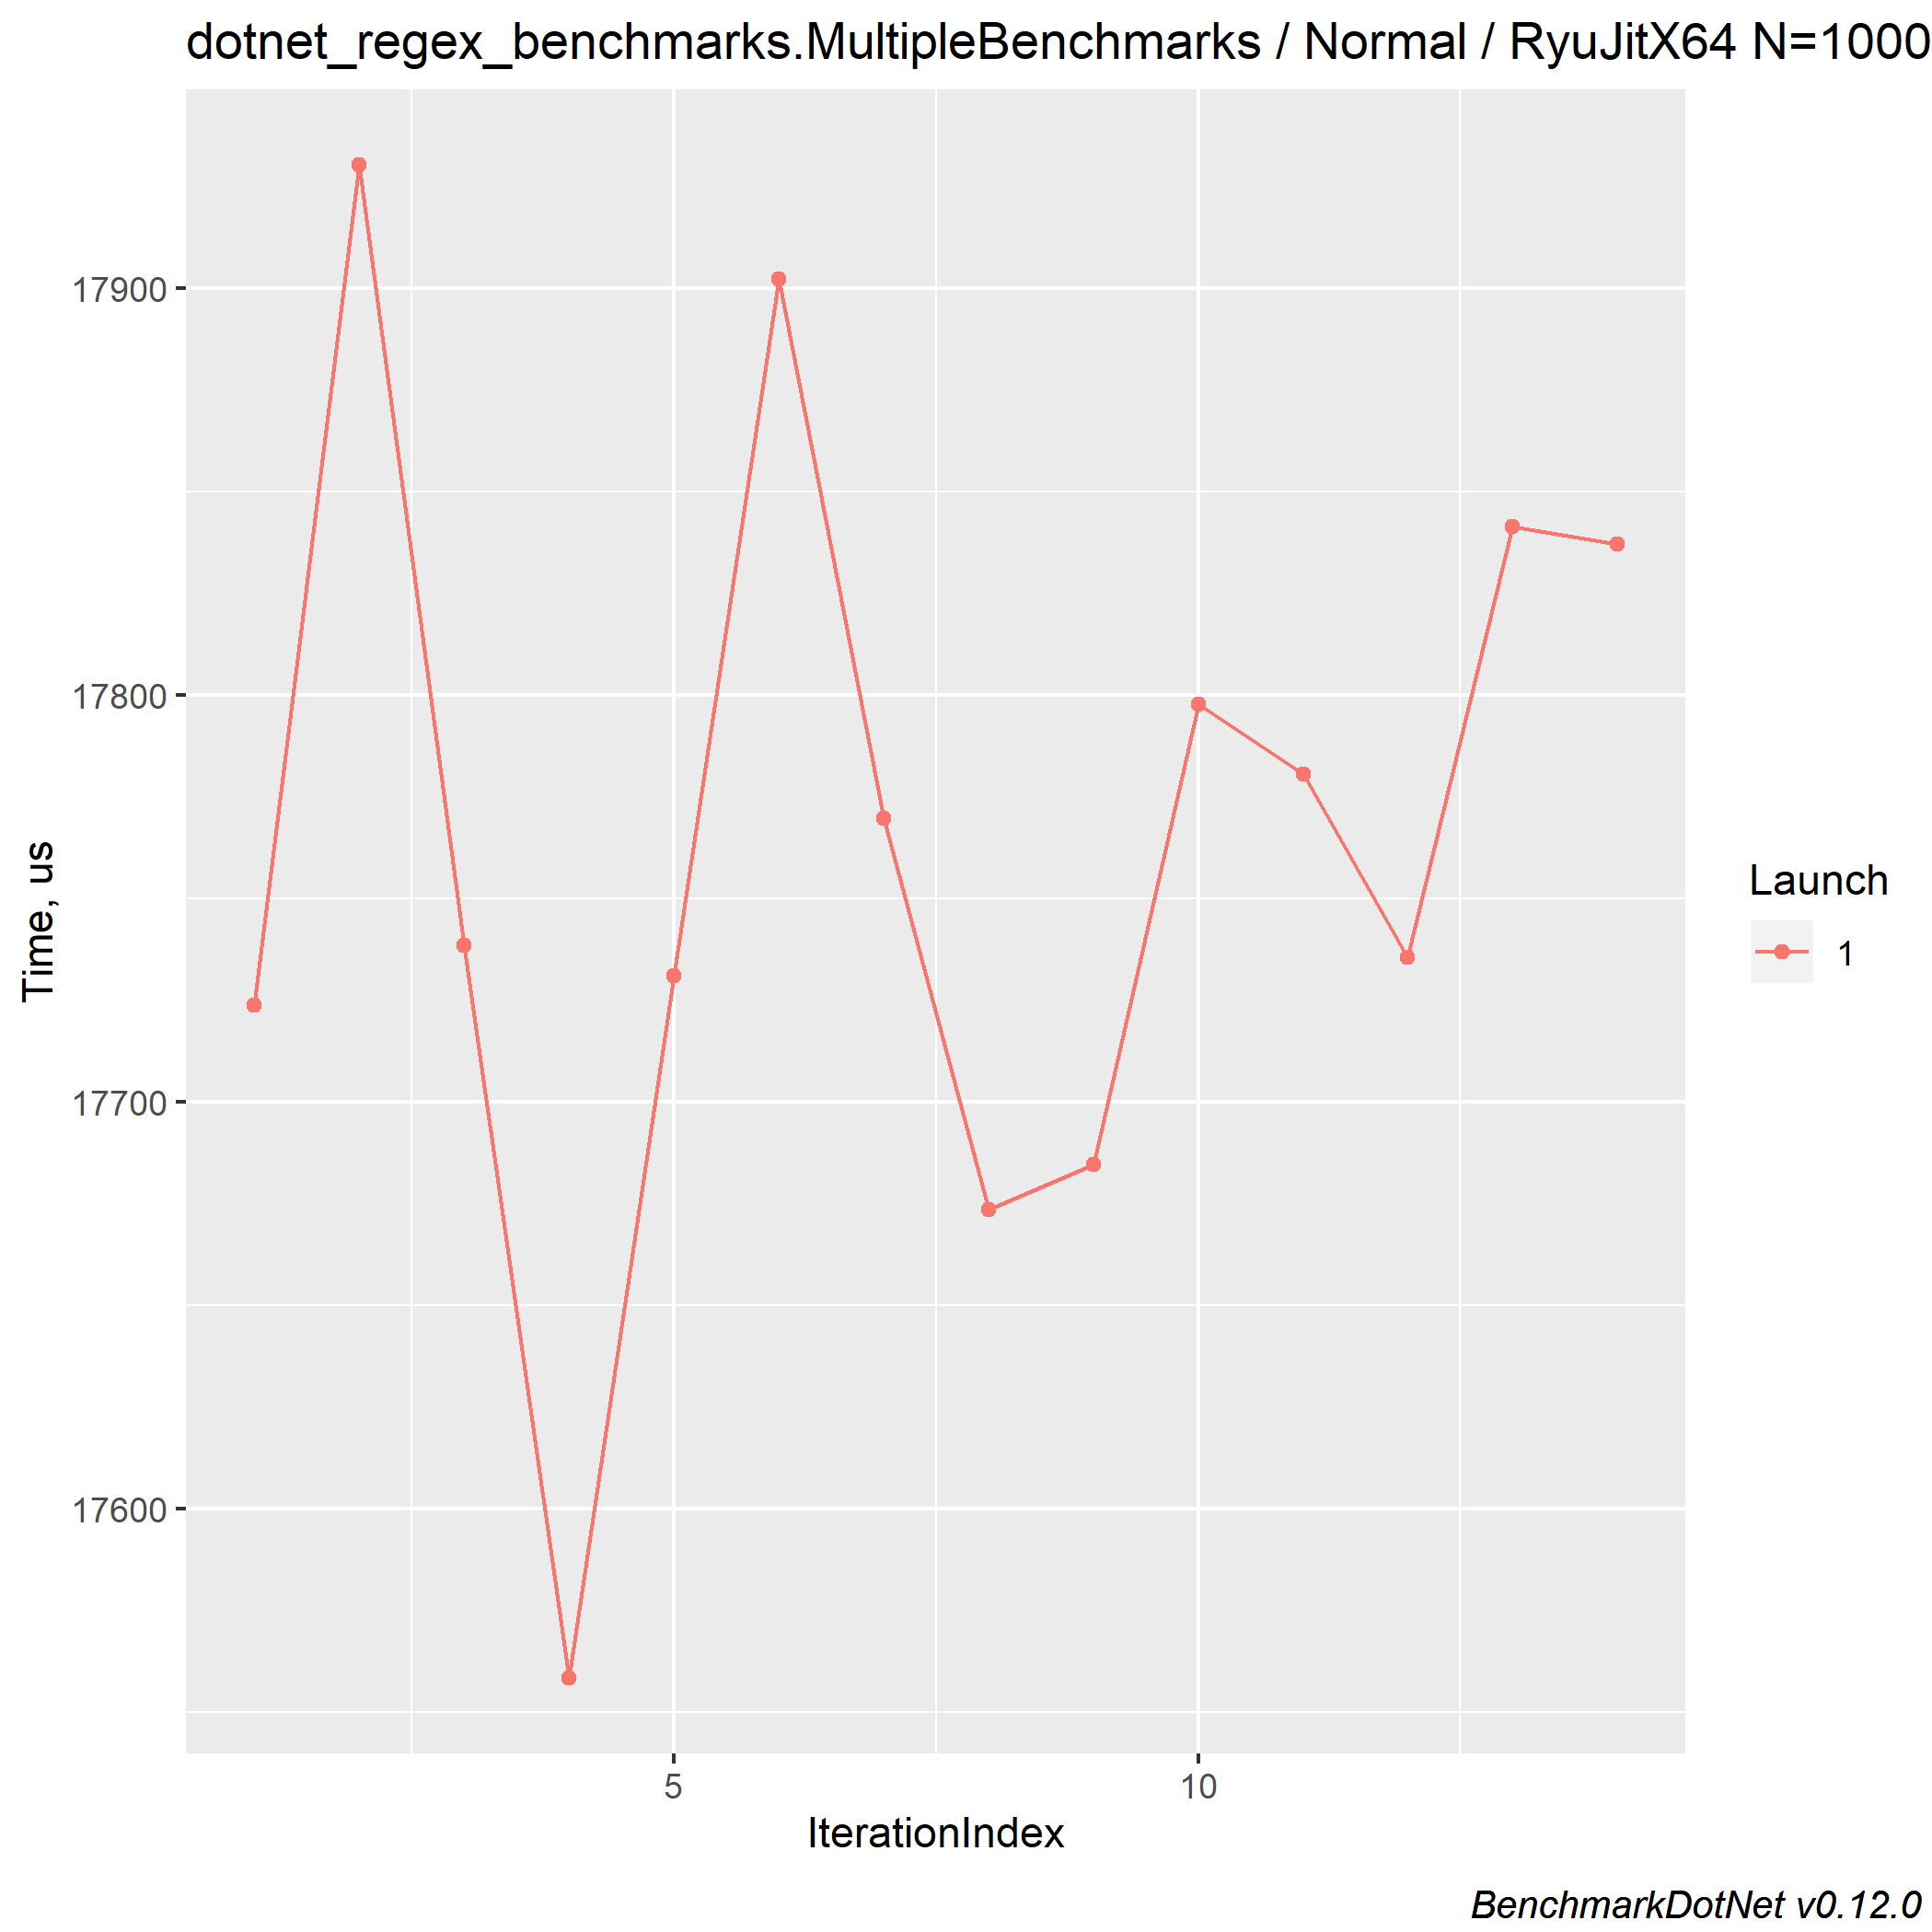 dotnet_regex_benchmarks.MultipleBenchmarks / Normal / RyuJitX64 N=1000
17900
17800
17700
17600
Time, us
5
10
IterationIndex
Launch
1
BenchmarkDotNet v0.12.0